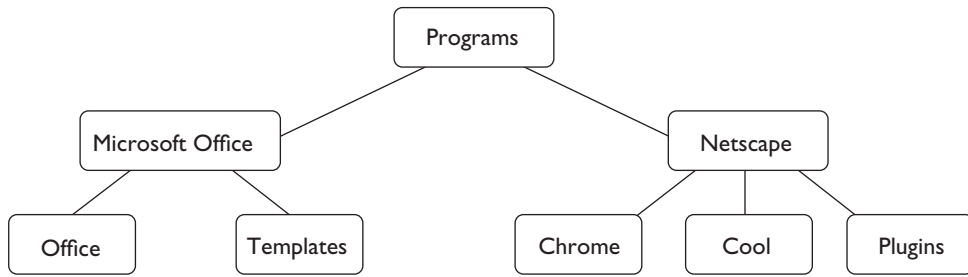 Programs
Microsoft Office
Netscape
Office
Templates
Chrome
Cool
Plugins